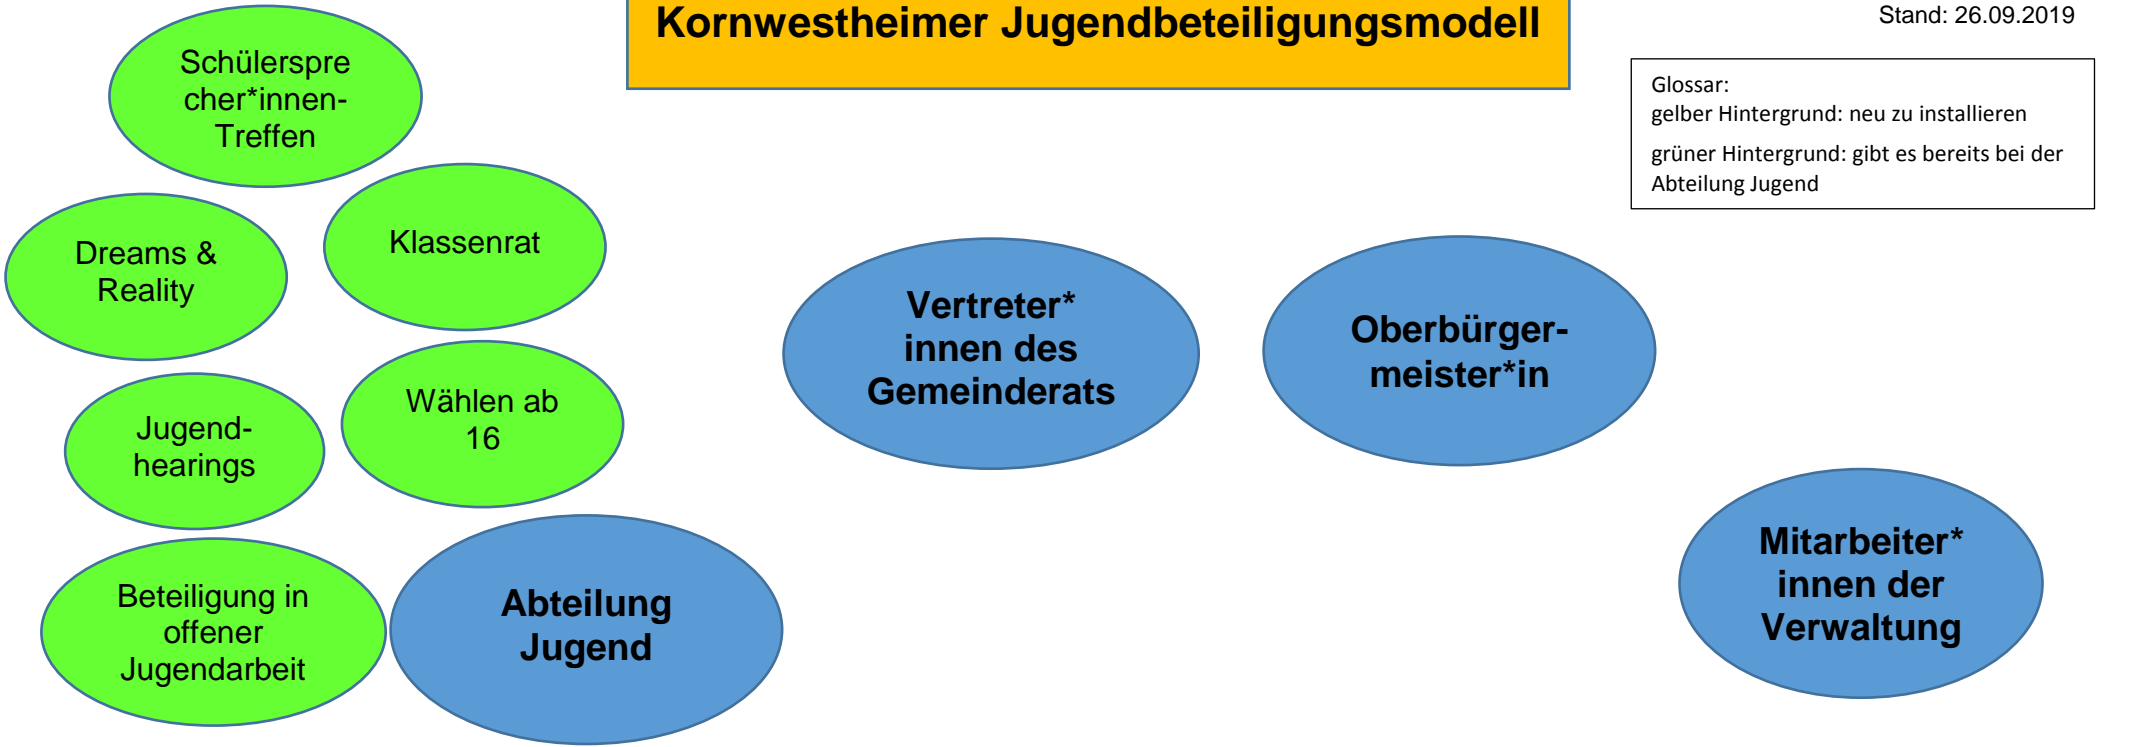 Kornwestheimer Jugendbeteiligungsmodell
Stand: 26.09.2019
Glossar:
gelber Hintergrund: neu zu installieren
grüner Hintergrund: gibt es bereits bei der
Abteilung Jugend
Schülerspre
cher*innen-
Treffen
Klassenrat
Dreams &
Reality
Wählen ab
16
Jugend-
hearings
Beteiligung in
offener
Jugendarbeit
Abteilung
Jugend
Vertreter*
innen des
Gemeinderats
Oberbürger-
meister*in
Mitarbeiter*
innen der
Verwaltung